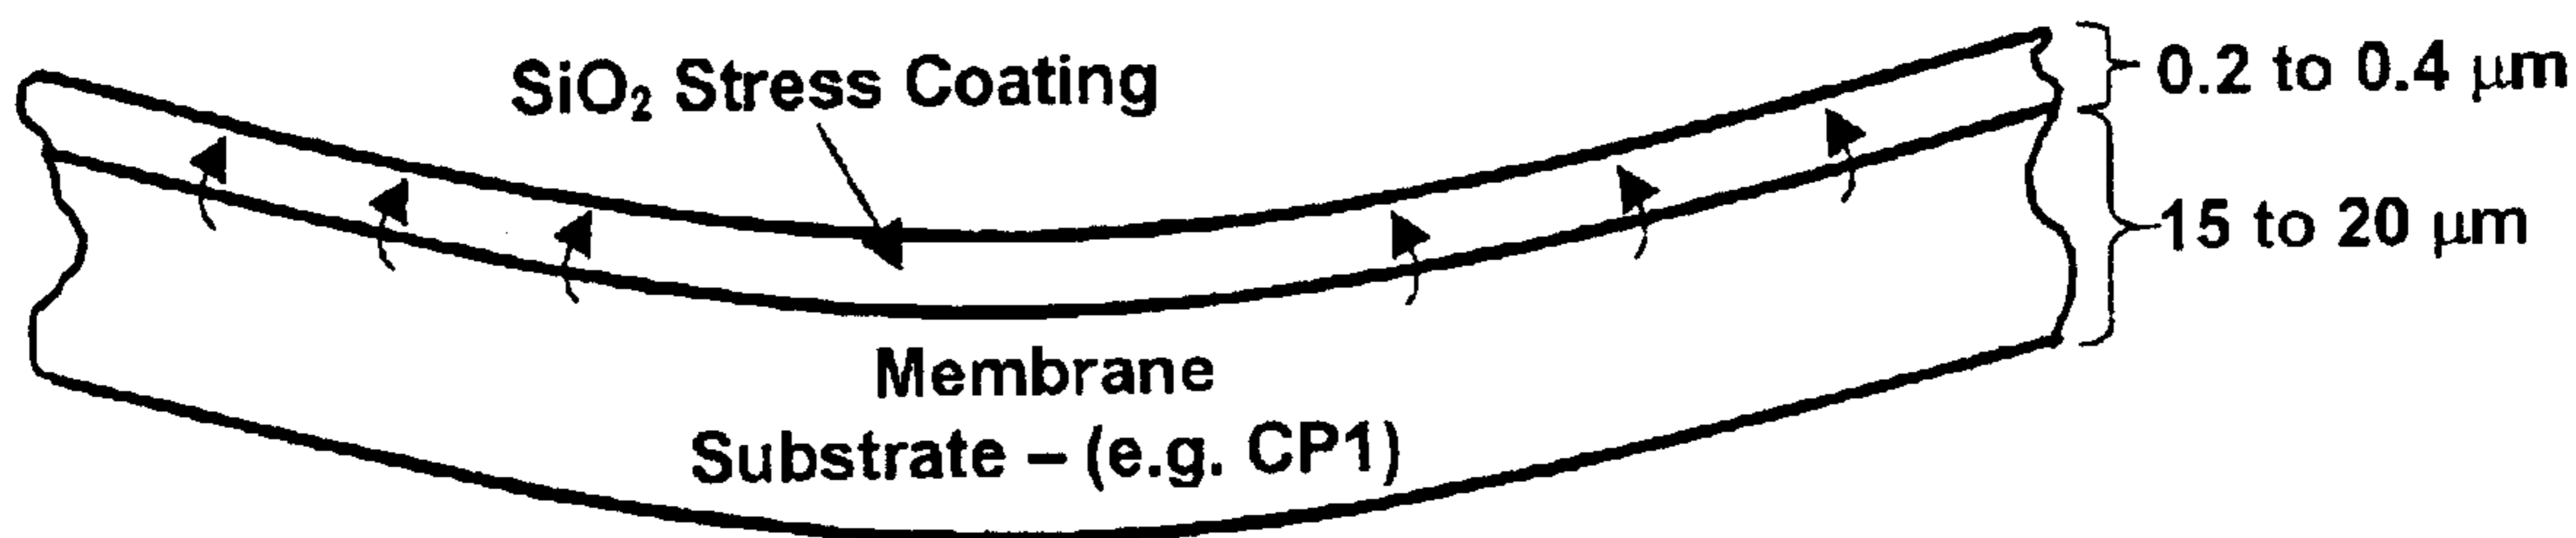 SiO₂ Stress Coating
0.2 to 0.4 μm
15 to 20 μm
Membrane
Substrate – (e.g. CP1)